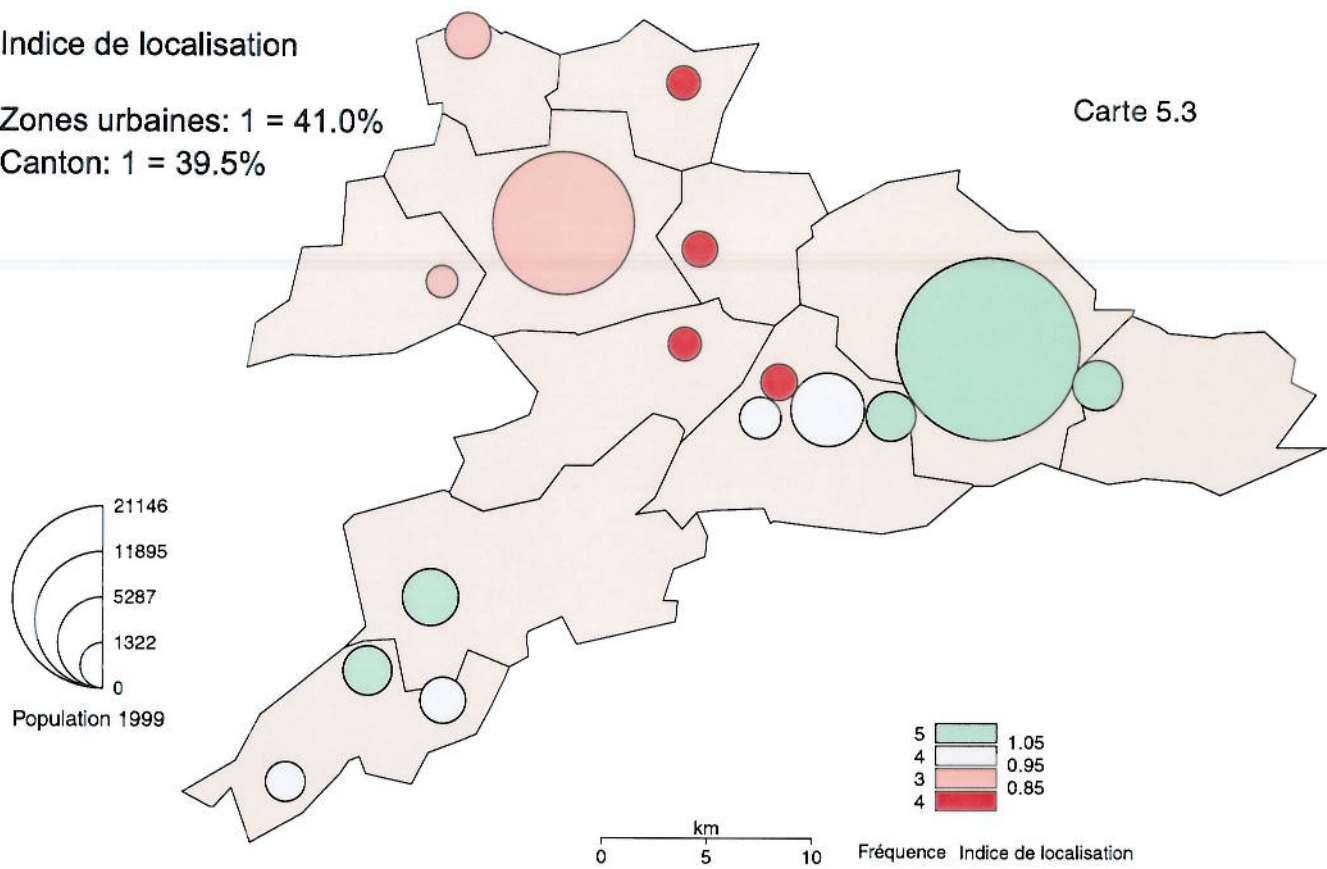 Indice de localisation
Zones urbaines: 1 = 41.0%
Canton: 1 = 39.5%
Carte 5.3
21146
11895
5287
1322
0
Population 1999
5
4
3
4
1.05
0.95
0.85
km
0 5 10
Fréquence Indice de localisation